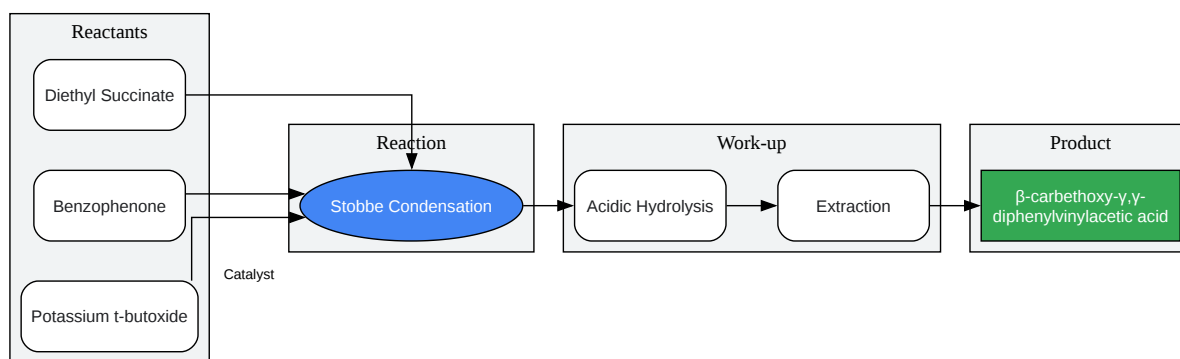 Reactants
Diethyl Succinate
Benzophenone
Potassium t-butoxide
Catalyst
Reaction
Stobbe Condensation
Work-up
Acidic Hydrolysis
Extraction
Product
β-carbethoxy-γ,γ-
diphenylvinylacetic acid